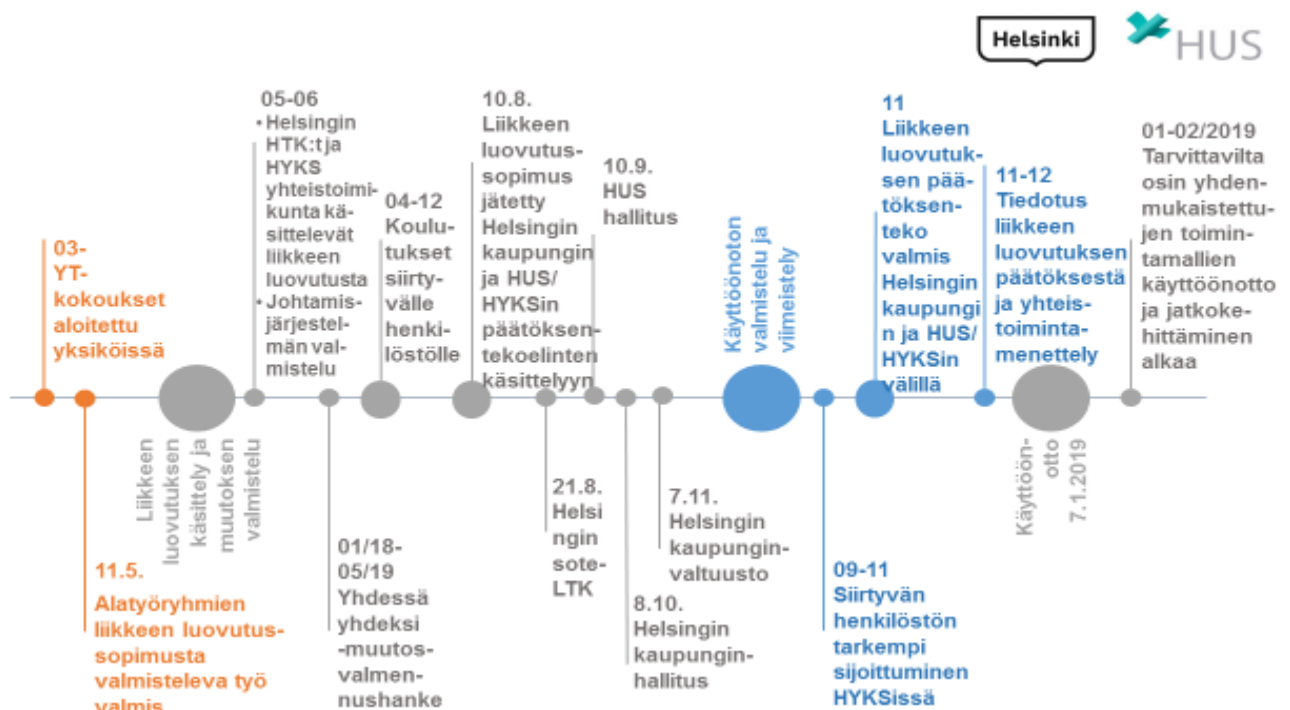 Helsinki
HUS
03-
YT-
kokoukset
aloitettu
yksiköissä
11.5.
Alatyöryhmien
liikkeen luovutus-
sopimusta
valmisteleva työ
valmis
Liikkeen
luovutuksen
käsittely ja
muutoksen
valmistelu
05-06
• Helsingin
HTK:t ja
HYKS
yhteistoimi-
kunta kä-
sittelevät
liikkeen
luovutusta
• Johtamis-
järjestel-
män val-
mistelu
01/18-
05/19
Yhdessä
yhdeksi
-muutos-
valmen-
nushanke
04-12
Koulu-
tukset
siirty-
välle
henki-
löstölle
10.8.
Liikkeen
luovutus-
sopimus
jätetty
Helsingin
kaupungin
ja HUS/
HYKSin
päätöksen-
tekoelinten
käsittelyyn
21.8.
Helsi
ngin
sote-
LTK
10.9.
HUS
hallitus
8.10.
Helsingin
kaupungin-
hallitus
7.11.
Helsingin
kaupungin-
valtuusto
Käyttöönoton
valmistelu ja
viimeistely
09-11
Siirtyvän
henkilöstön
tarkempi
sijoittuminen
HYKSissä
11
Liikkeen
luovutuk-
sen pää-
töksen-
teko
valmis
Helsingin
kaupungi
n ja HUS/
HYKSin
välillä
11-12
Tiedotus
liikkeen
luovutuksen
päätöksestä
ja yhteis-
toiminta-
menettely
Käyttöön-
otto
7.1.2019
01-02/2019
Tarvittavilta
osin yhden-
mukaistettu-
jen toimin-
tamallien
käyttöönotto
ja jatkoke-
hittäminen
alkaa